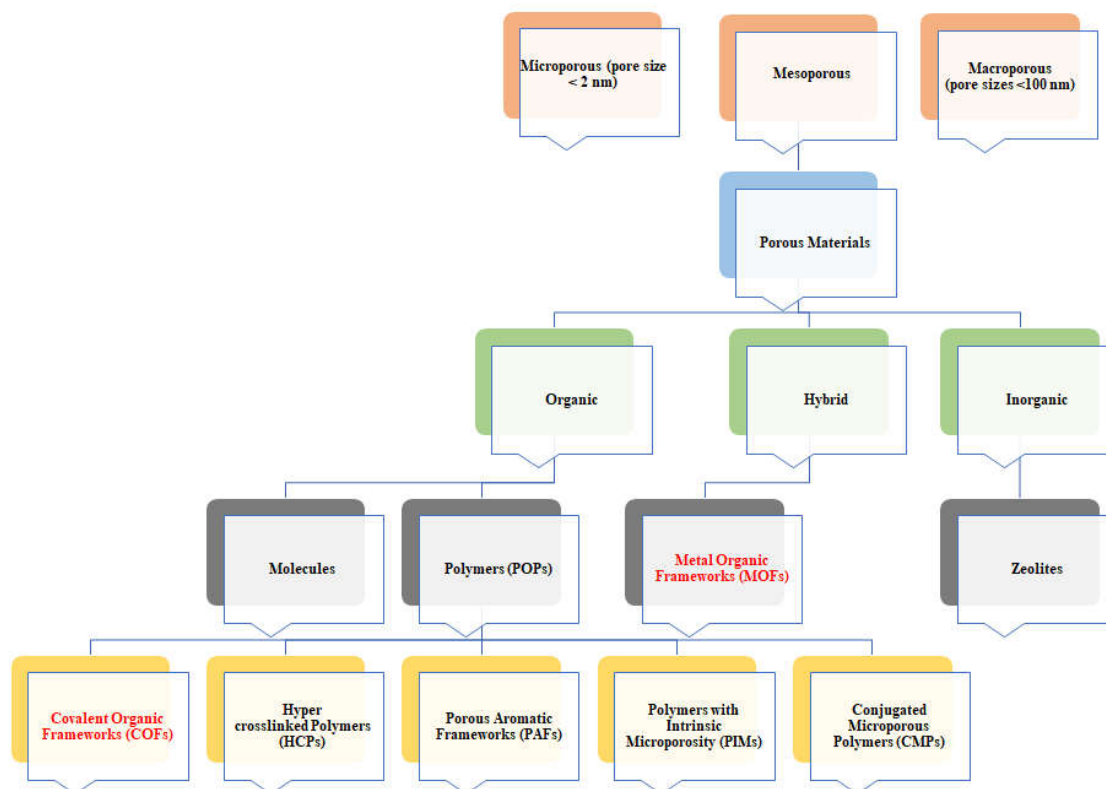 Microporous (pore size
< 2 nm)
Mesoporous
Macroporous
(pore sizes <100 nm)
Porous Materials
Organic
Hybrid
Inorganic
Molecules
Polymers (POPs)
Metal Organic
Frameworks (MOFs)
Zeolites
Covalent Organic
Frameworks (COFs)
Hyper
crosslinked Polymers
(HCPs)
Porous Aromatic
Frameworks (PAFs)
Polymers with
Intrinsic
Microporosity (PIMs)
Conjugated
Microporous
Polymers (CMPs)